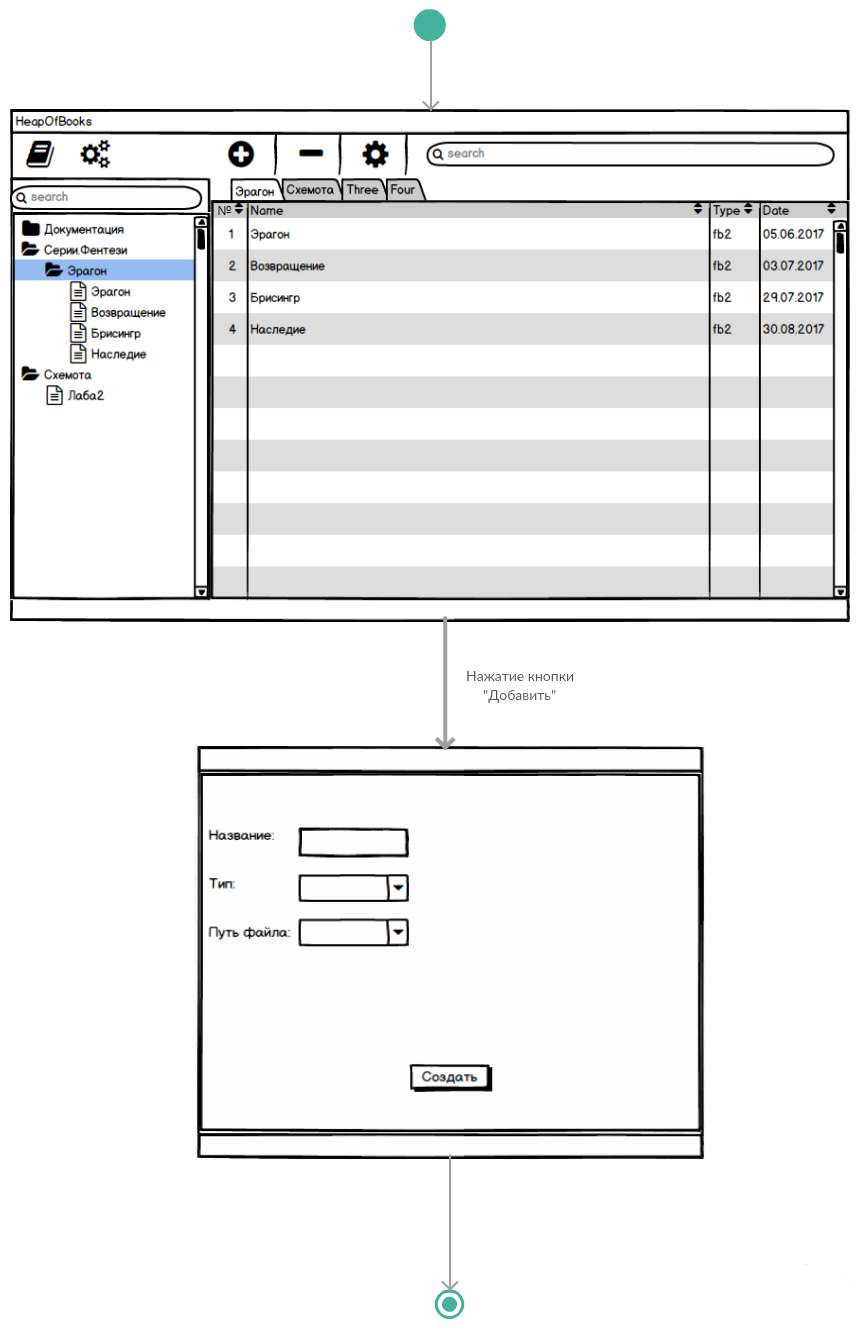 HeapOfBooks
search
search
Эрагон Схемота Three Four
Документация
Серии.Фентези
Эрагон
Эрагон
Возвращение
Брисингр
Наследие
Схемота
Лаба2
№ Name Type Date
1 Эрагон fb2 05.06.2017
2 Возвращение fb2 03.07.2017
3 Брисингр fb2 29.07.2017
4 Наследие fb2 30.08.2017
Нажатие кнопки
"Добавить"
Название:
Тип:
Путь файла:
Создать